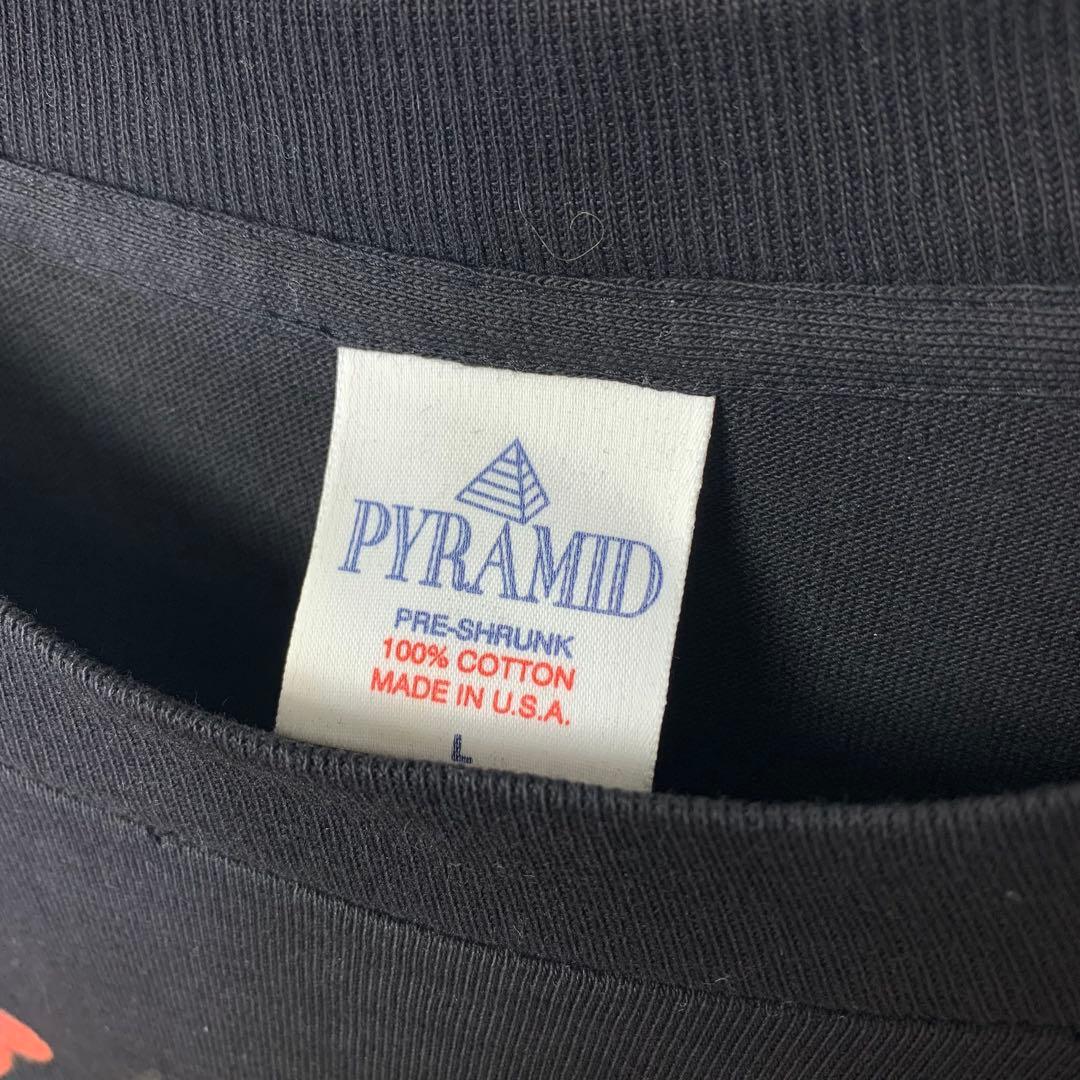 PYRAMID
PRE-SHRUNK
100% COTTON
MADE IN U.S.A.
L